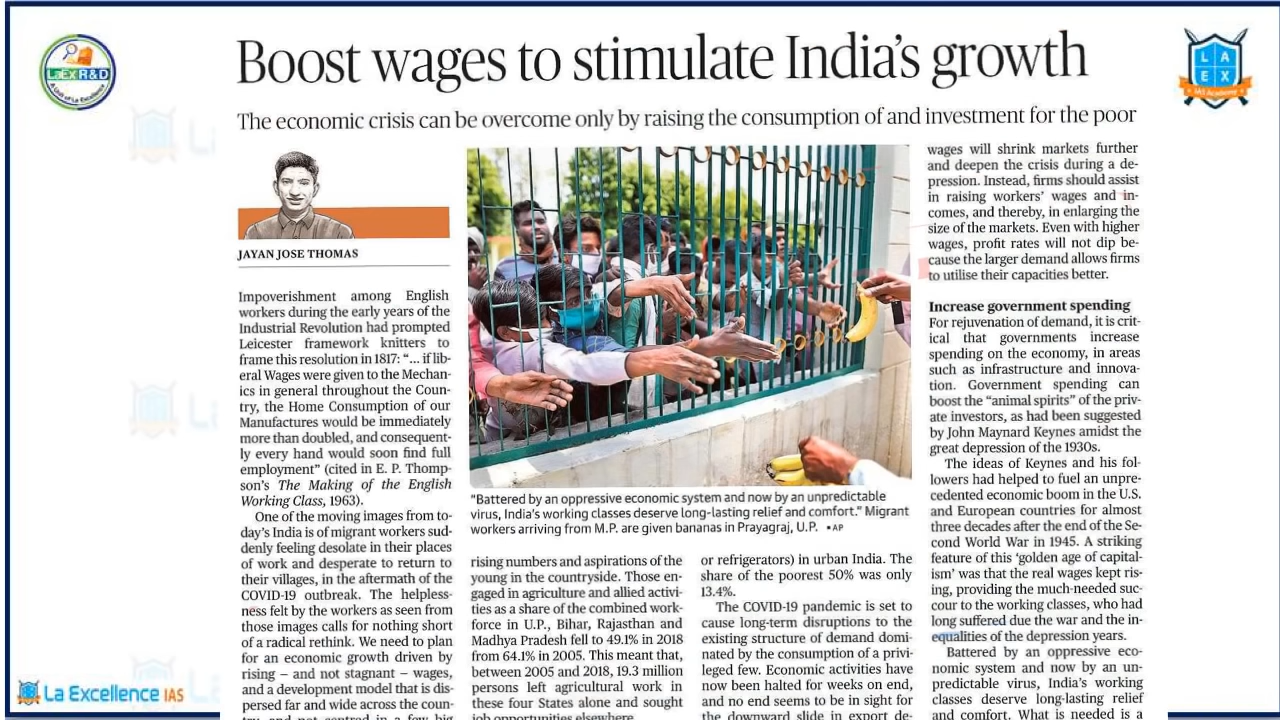 LaEx R&D
A Unit of La Excellence
LA
EX
IAS Academy
Boost wages to stimulate India's growth
The economic crisis can be overcome only by raising the consumption of and investment for the poor
JAYAN JOSE THOMAS
Impoverishment among English
workers during the early years of the
Industrial Revolution had prompted
Leicester framework knitters to
frame this resolution in 1817: “... if lib-
eral Wages were given to the Mechan-
ics in general throughout the Coun-
try, the Home Consumption of our
Manufactures would be immediately
more than doubled, and consequent-
ly every hand would soon find full
employment” (cited in E. P. Thomp-
son's The Making of the English
Working Class, 1963).
One of the moving images from to-
day's India is of migrant workers sud-
denly feeling desolate in their places
of work and desperate to return to
their villages, in the aftermath of the
COVID-19 outbreak. The helpless-
ness felt by the workers as seen from
those images calls for nothing short
of a radical rethink. We need to plan
for an economic growth driven by
rising – and not stagnant – wages,
and a development model that is dis-
persed far and wide across the coun-
try, and not centred in a few big
“Battered by an oppressive economic system and now by an unpredictable
virus, India's working classes deserve long-lasting relief and comfort.” Migrant
workers arriving from M.P. are given bananas in Prayagraj, U.P. •AP
rising numbers and aspirations of the
young in the countryside. Those en-
gaged in agriculture and allied activi-
ties as a share of the combined work-
force in U.P., Bihar, Rajasthan and
Madhya Pradesh fell to 49.1% in 2018
from 64.1% in 2005. This meant that,
between 2005 and 2018, 19.3 million
persons left agricultural work in
these four States alone and sought
job opportunities elsewhere
or refrigerators) in urban India. The
share of the poorest 50% was only
13.4%.
The COVID-19 pandemic is set to
cause long-term disruptions to the
existing structure of demand domi-
nated by the consumption of a privi-
leged few. Economic activities have
now been halted for weeks on end,
and no end seems to be in sight for
the downward slide in export de-
wages will shrink markets further
and deepen the crisis during a de-
pression. Instead, firms should assist
in raising workers' wages and in-
comes, and thereby, in enlarging the
size of the markets. Even with higher
wages, profit rates will not dip be-
cause the larger demand allows firms
to utilise their capacities better.
Increase government spending
For rejuvenation of demand, it is crit-
ical that governments increase
spending on the economy, in areas
such as infrastructure and innova-
tion. Government spending can
boost the “animal spirits” of the priv-
ate investors, as had been suggested
by John Maynard Keynes amidst the
great depression of the 1930s.
The ideas of Keynes and his fol-
lowers had helped to fuel an unpre-
cedented economic boom in the U.S.
and European countries for almost
three decades after the end of the Se-
cond World War in 1945. A striking
feature of this ‘golden age of capital-
ism’ was that the real wages kept ris-
ing, providing the much-needed suc-
cour to the working classes, who had
long suffered due the war and the in-
equalities of the depression years.
Battered by an oppressive eco-
nomic system and now by an un-
predictable virus, India's working
classes deserve long-lasting relief
and comfort. What is needed is a
La Excellence IAS